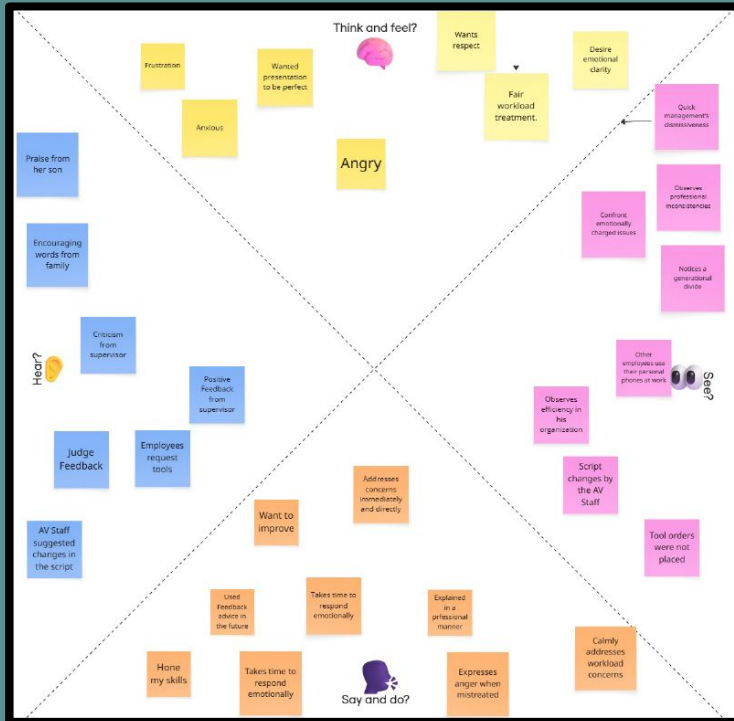 Think and feel?
Frustration
Wanted
presentation
to be perfect
Anxious
Angry
Wants
respect
Fair
workload
treatment.
Desire
emotional
clarity
Quick
management's
dismissiveness
Observes
professional
inconsistencies
Confront
emotionally
charged issues
Notices a
generational
divide
Other
employees use
their personal
phones at work
See?
Observes
efficiency in
his
organization
Script
changes by
the AV
Staff
Tool orders
were not
placed
Praise from
her son
Encouraging
words from
family
Criticism
from
supervisor
Hear?
Positive
Feedback
from
supervisor
Judge
Feedback
Employees
request
tools
AV Staff
suggested
changes in
the script
Addresses
concerns
immediately
and directly
Want to
improve
Used
Feedback
advice in
the future
Takes time to
respond
emotionally
Explained
in a
prfessional
manner
Calmly
addresses
workload
concerns
Hone
my skills
Takes time to
respond
emotionally
Expresses
anger when
mistreated
Say and do?